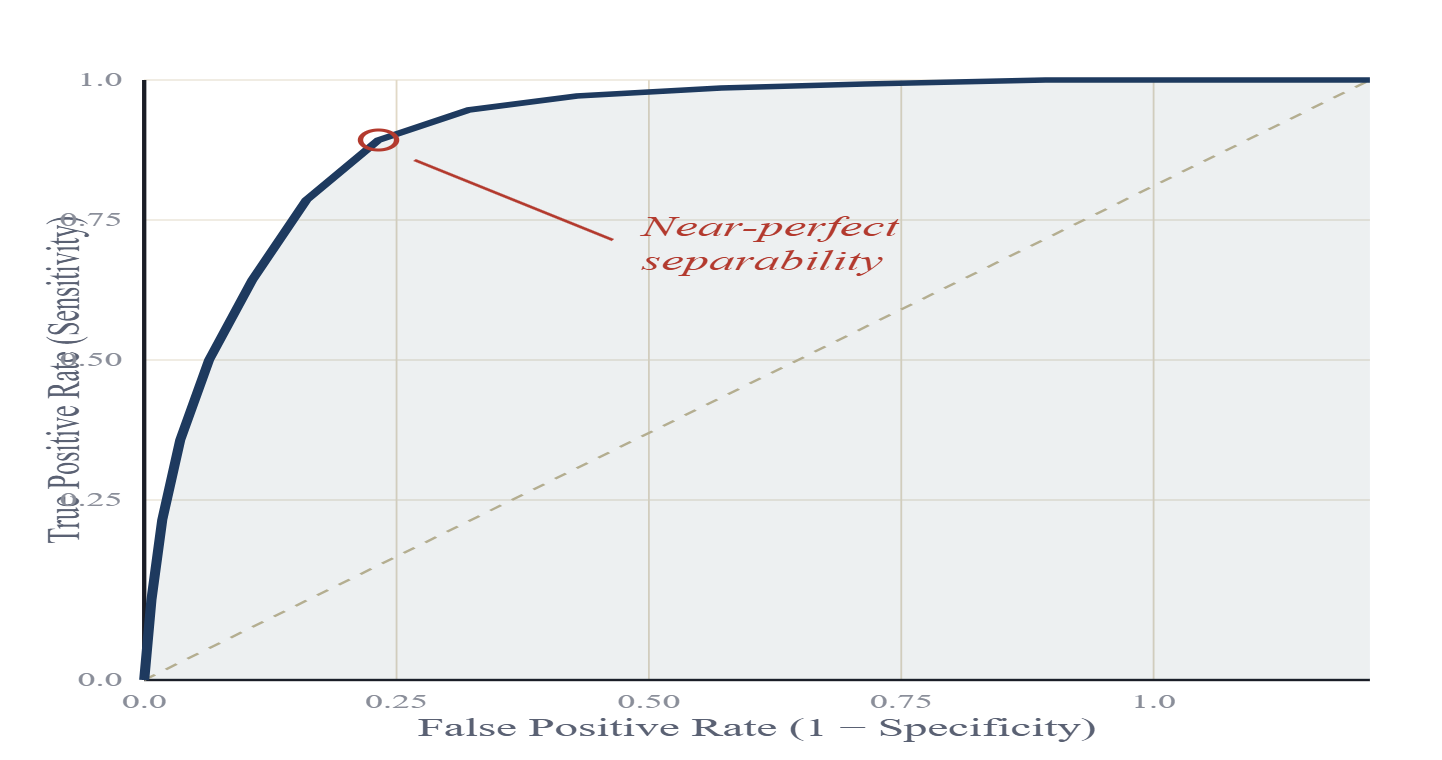 True Positive Rate (Sensitivity)
1.0
0.75
0.50
0.25
0.0
Near-perfect
separability
0.0 0.25 0.50 0.75 1.0
False Positive Rate (1 − Specificity)